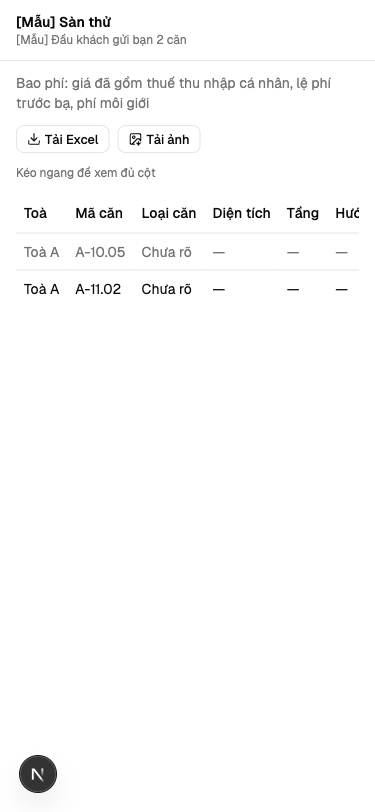 [Mẫu] Sàn thử
[Mẫu] Đầu khách gửi bạn 2 căn
Bao phí: giá đã gồm thuế thu nhập cá nhân, lệ phí
trước bạ, phí môi giới
Tải Excel Tải ảnh
Kéo ngang để xem đủ cột
Toà Mã căn Loại căn Diện tích Tầng Hướ
Toà A A-10.05 Chưa rõ — — —
Toà A A-11.02 Chưa rõ — — —
N